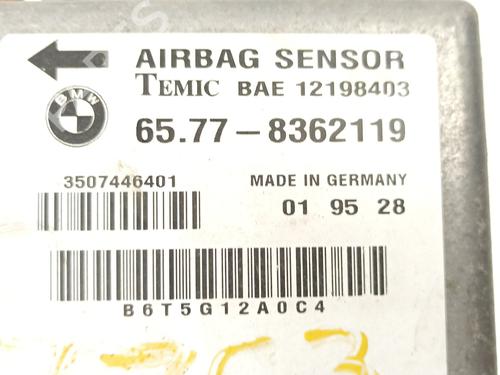 AIRBAG SENSOR
TEMIC BAE 12198403
BMW
65.77-8362119
3507446401
MADE IN GERMANY
01 95 28
B6T5G12A0C4